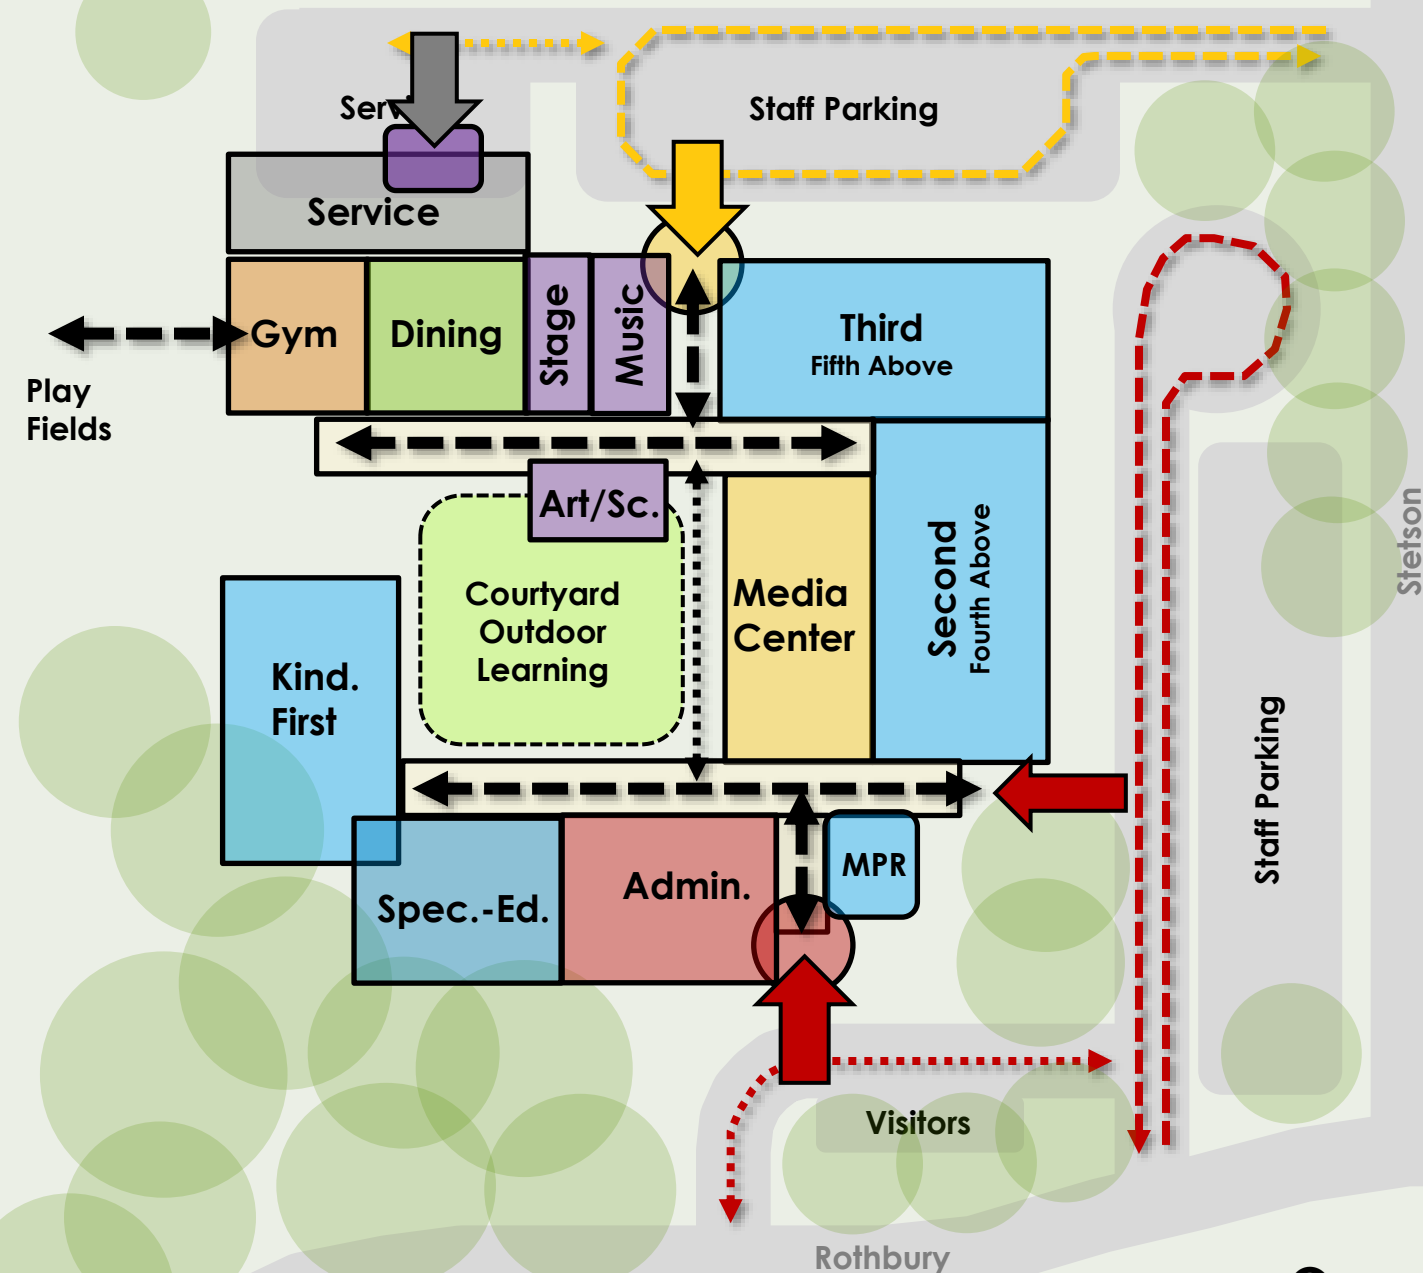 Staff Parking
Service
Gym
Dining
Stage
Music
Third
Fifth Above
Play
Fields
Art/Sc.
Courtyard
Outdoor
Learning
Media
Center
Second
Fourth Above
Stetson
Kind.
First
Staff Parking
MPR
Admin.
Spec.-Ed.
Visitors
Rothbury